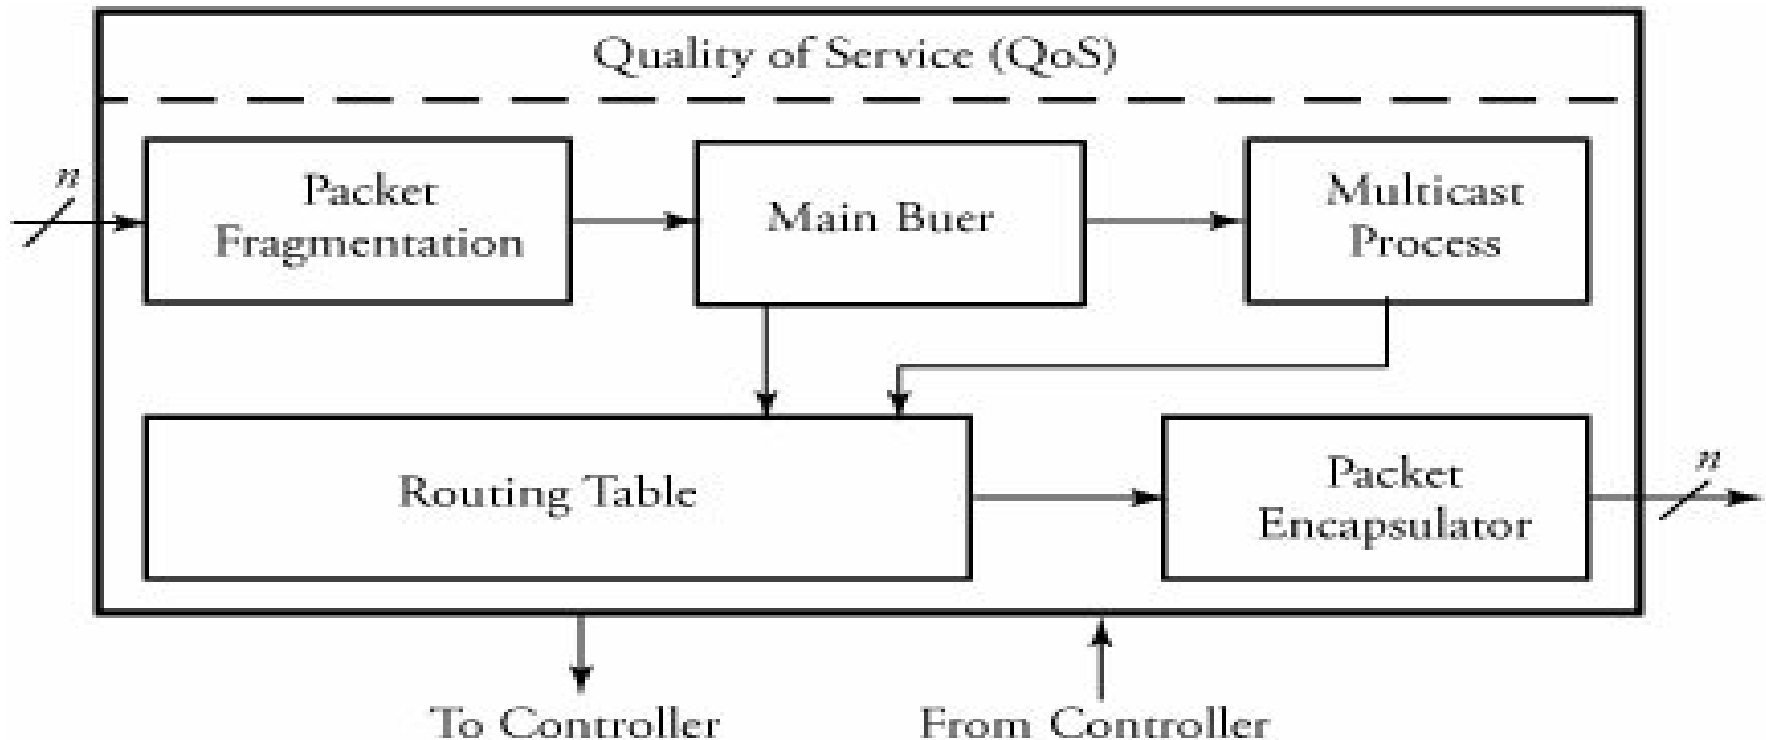 Quality of Service (QoS)
n
Packet
Fragmentation
Main Buer
Multicast
Process
Routing Table
Packet
Encapsulator
n
To Controller
From Controller